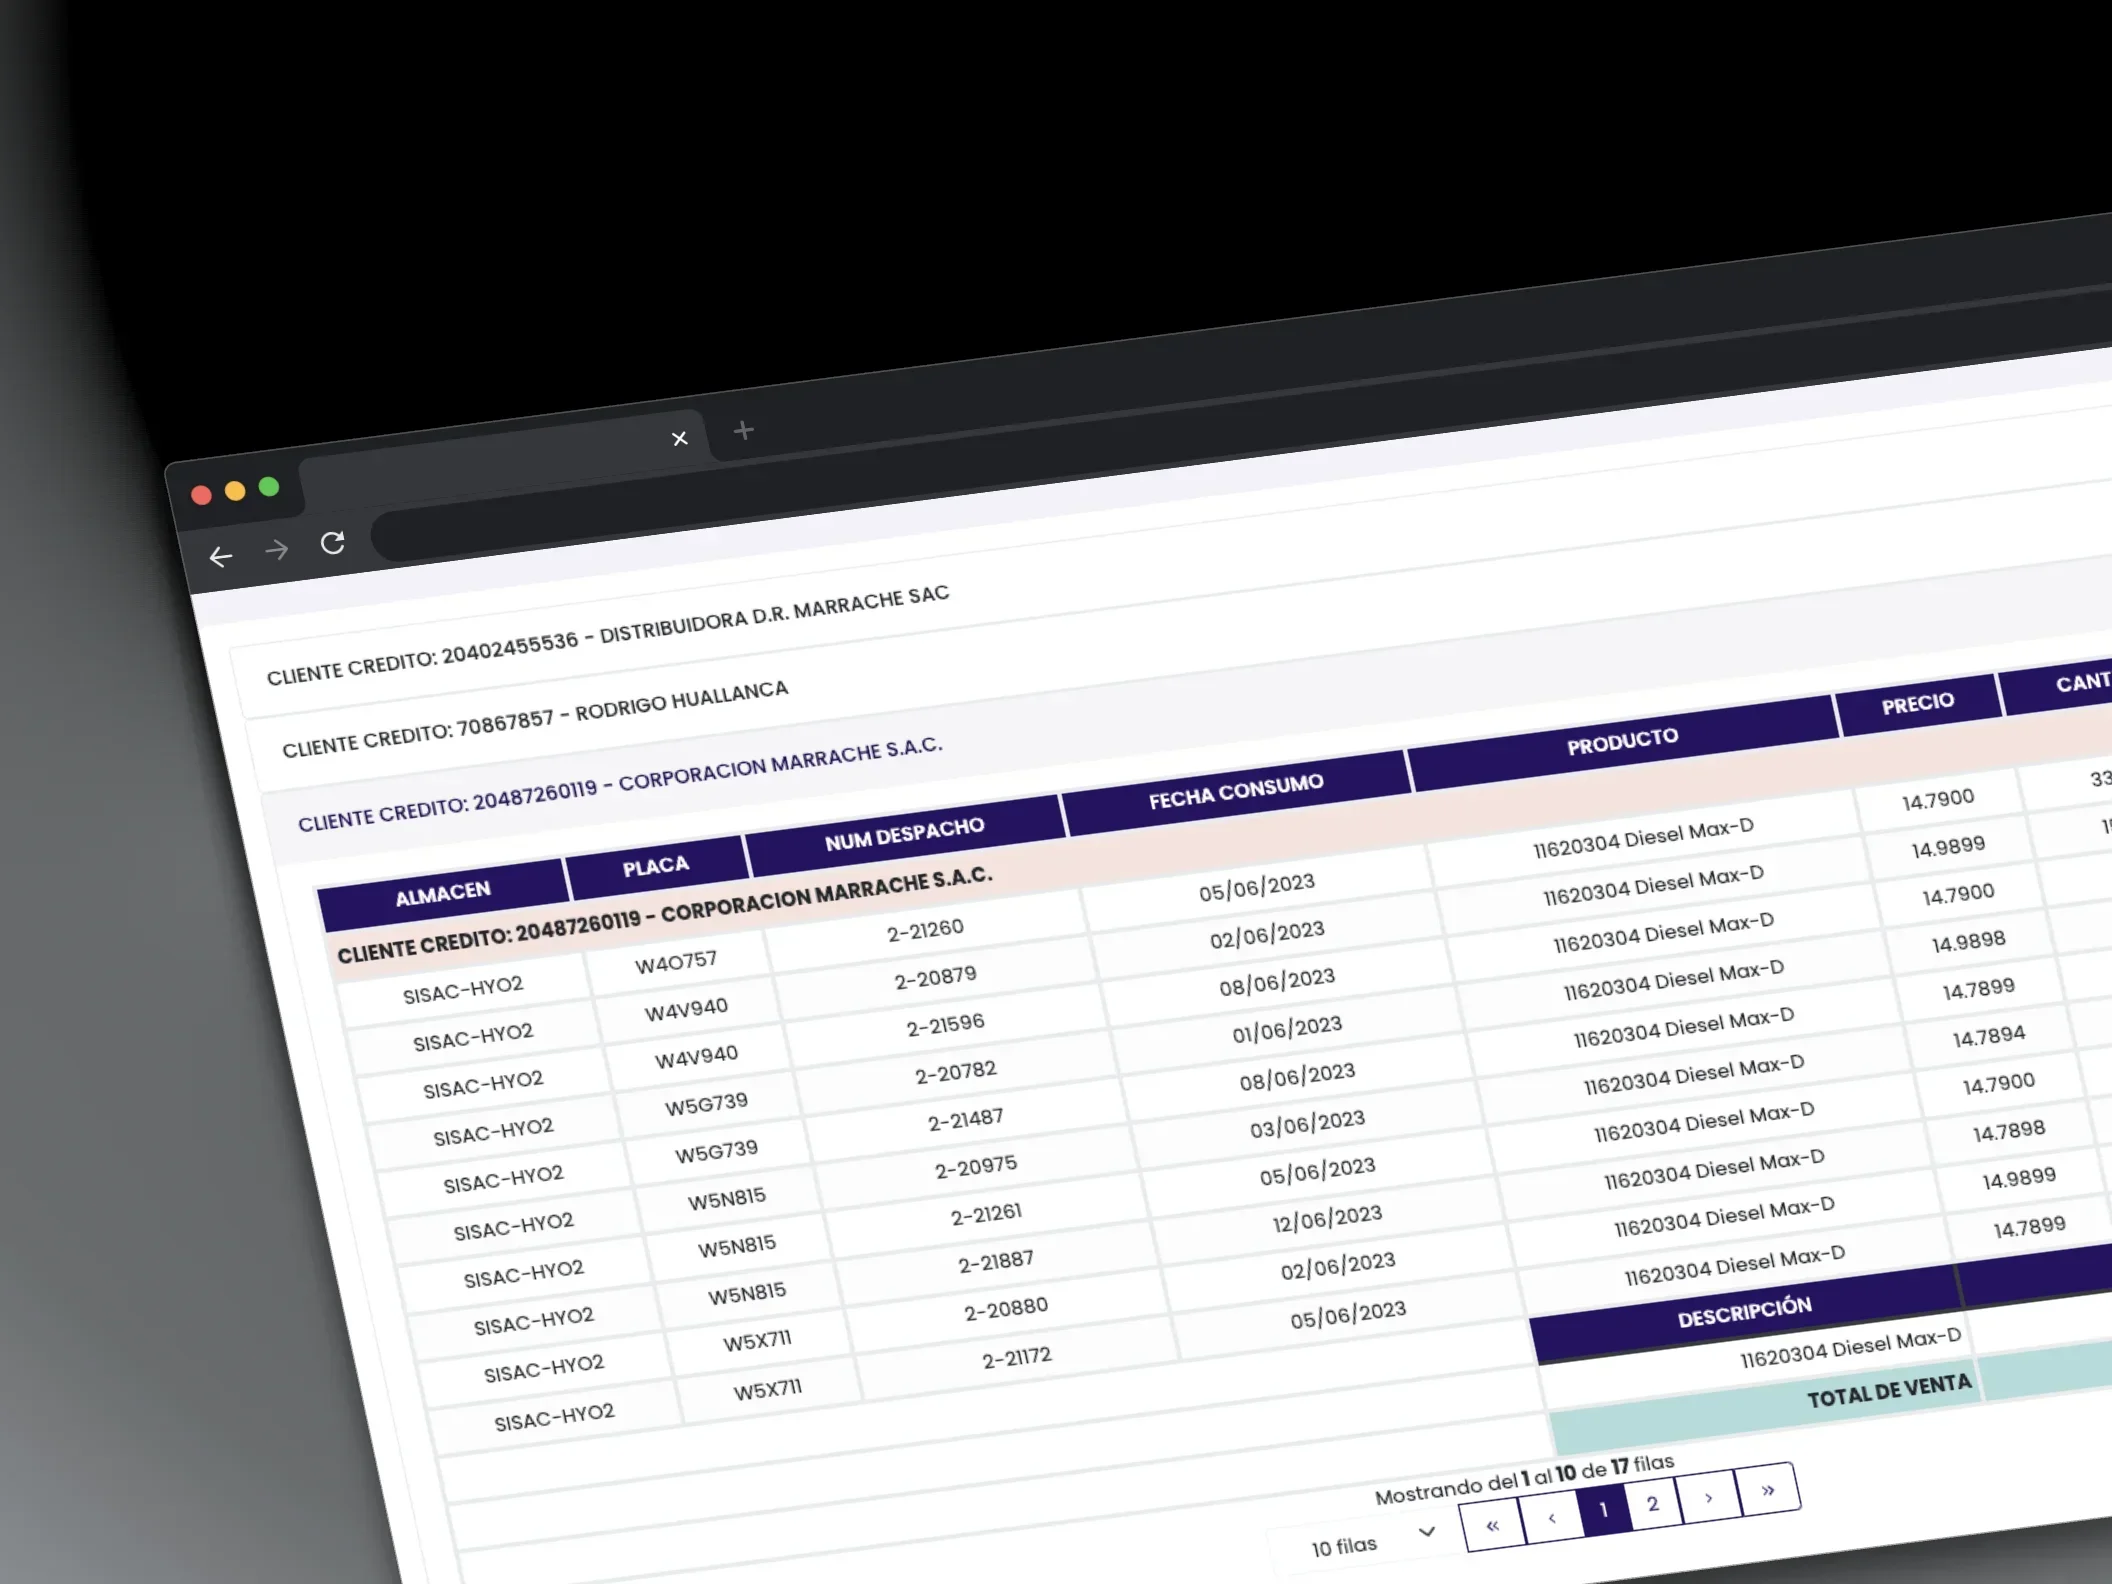 CLIENTE CREDITO: 20402455536 - DISTRIBUIDORA D.R. MARRACHE SAC
CLIENTE CREDITO: 70867857 - RODRIGO HUALLANCA
CLIENTE CREDITO: 20487260119 - CORPORACION MARRACHE S.A.C.
ALMACEN PLACA NUM DESPACHO FECHA CONSUMO PRODUCTO PRECIO CANT
CLIENTE CREDITO: 20487260119 - CORPORACION MARRACHE S.A.C.
SISAC-HYO2 W4O757 2-21260 05/06/2023 11620304 Diesel Max-D 14.7900 33
SISAC-HYO2 W4V940 2-20879 02/06/2023 11620304 Diesel Max-D 14.9899
SISAC-HYO2 W4V940 2-21596 08/06/2023 11620304 Diesel Max-D 14.7900
SISAC-HYO2 W5G739 2-20782 01/06/2023 11620304 Diesel Max-D 14.9898
SISAC-HYO2 W5G739 2-21487 08/06/2023 11620304 Diesel Max-D 14.7899
SISAC-HYO2 W5N815 2-20975 03/06/2023 11620304 Diesel Max-D 14.7894
SISAC-HYO2 W5N815 2-21261 05/06/2023 11620304 Diesel Max-D 14.7900
SISAC-HYO2 W5N815 2-21887 12/06/2023 11620304 Diesel Max-D 14.7898
SISAC-HYO2 W5X711 2-20880 02/06/2023 11620304 Diesel Max-D 14.9899
SISAC-HYO2 W5X711 2-21172 05/06/2023 11620304 Diesel Max-D 14.7899
DESCRIPCIÓN
11620304 Diesel Max-D
TOTAL DE VENTA
Mostrando del 1 al 10 de 17 filas
10 filas « ‹ 1 2 › »